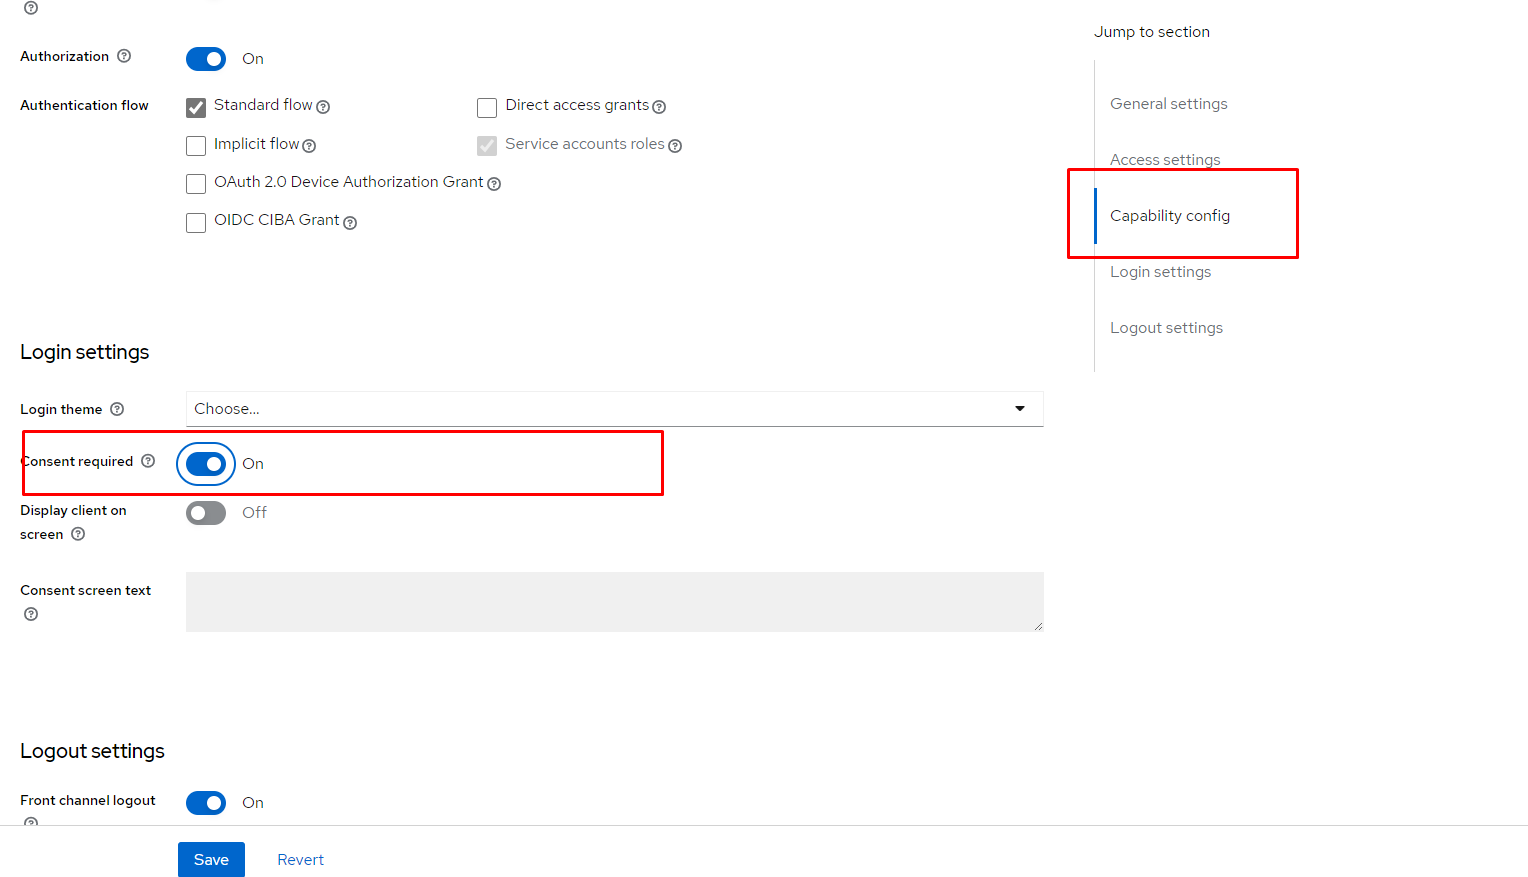 Jump to section
Authorization
On
General settings
Authentication flow
Standard flow
Direct access grants
Implicit flow
Service accounts roles
Access settings
OAuth 2.0 Device Authorization Grant
OIDC CIBA Grant
Capability config
Login settings
Logout settings
Login settings
Login theme
Choose...
Consent required
On
Display client on
screen
Off
Consent screen text
Logout settings
Front channel logout
On
Save
Revert